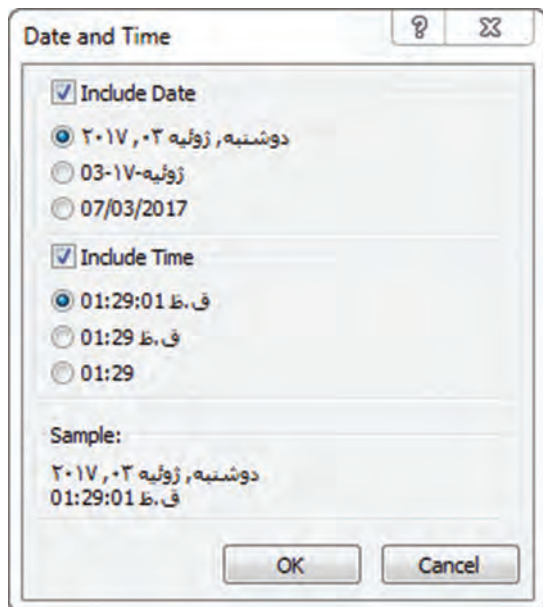 Date and Time
Include Date
دوشنبه, ژوئیه ۰۳, ۲۰۱۷
03-ژوئیه-۱۷
07/03/2017
Include Time
01:29:01 ق.ظ
01:29 ق.ظ
01:29
Sample:
دوشنبه, ژوئیه ۰۳, ۲۰۱۷
01:29:01 ق.ظ
OK Cancel